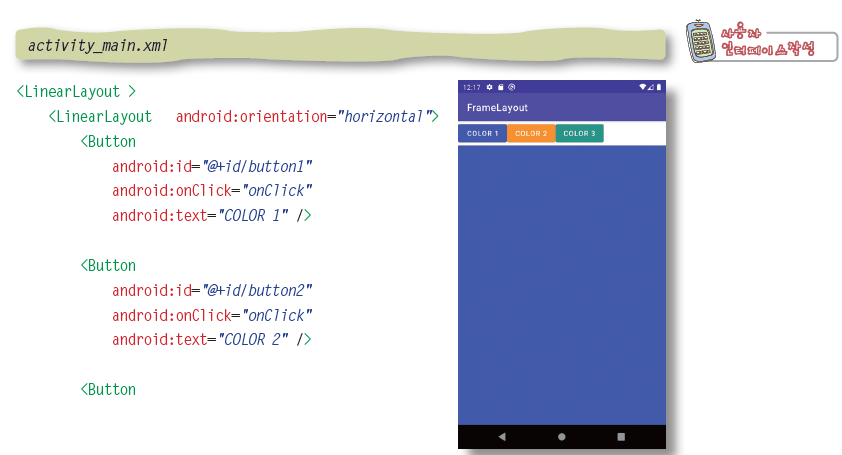 activity_main.xml
사용자
인터페이스작성
<LinearLayout >
<LinearLayout android:orientation="horizontal">
<Button
android:id="@+id/button1"
android:onClick="onClick"
android:text="COLOR 1" />
<Button
android:id="@+id/button2"
android:onClick="onClick"
android:text="COLOR 2" />
<Button
12:17
FrameLayout
COLOR 1 COLOR 2 COLOR 3